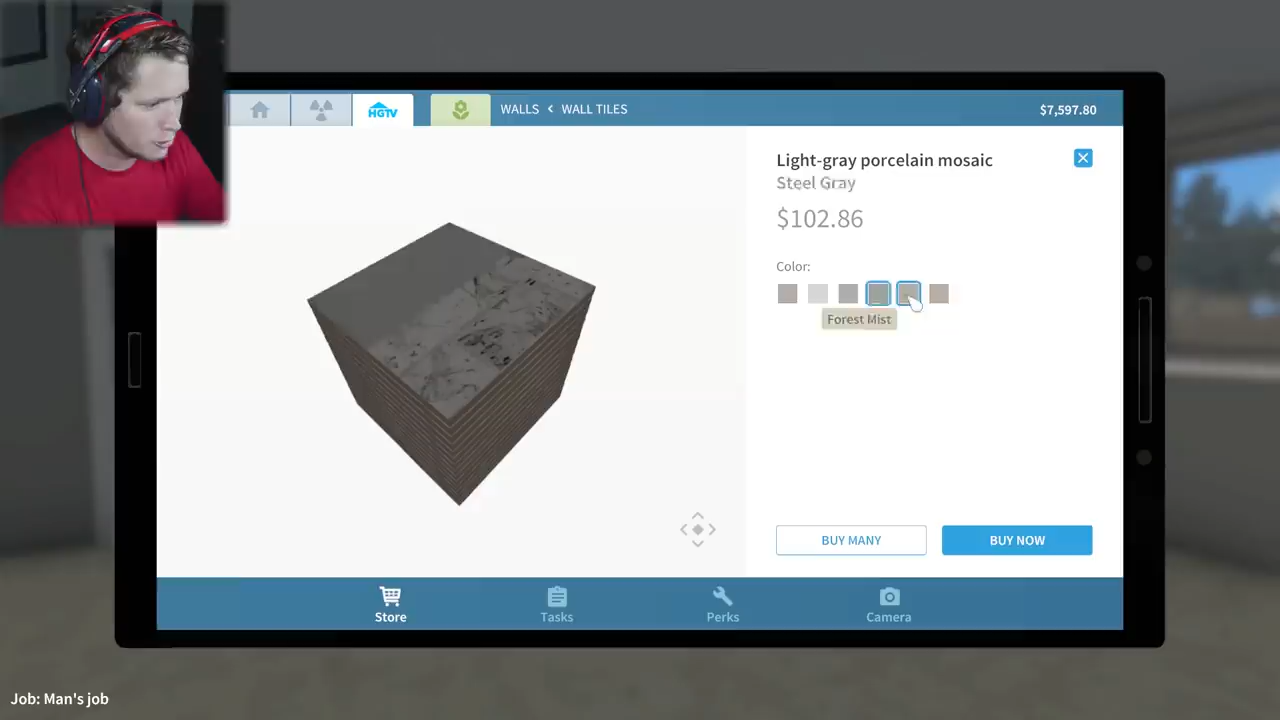 HGTV
WALLS < WALL TILES
$7,597.80
Light-gray porcelain mosaic
Steel Gray
$102.86
Color:
Forest Mist
BUY MANY
BUY NOW
Store
Tasks
Perks
Camera
Job: Man's job